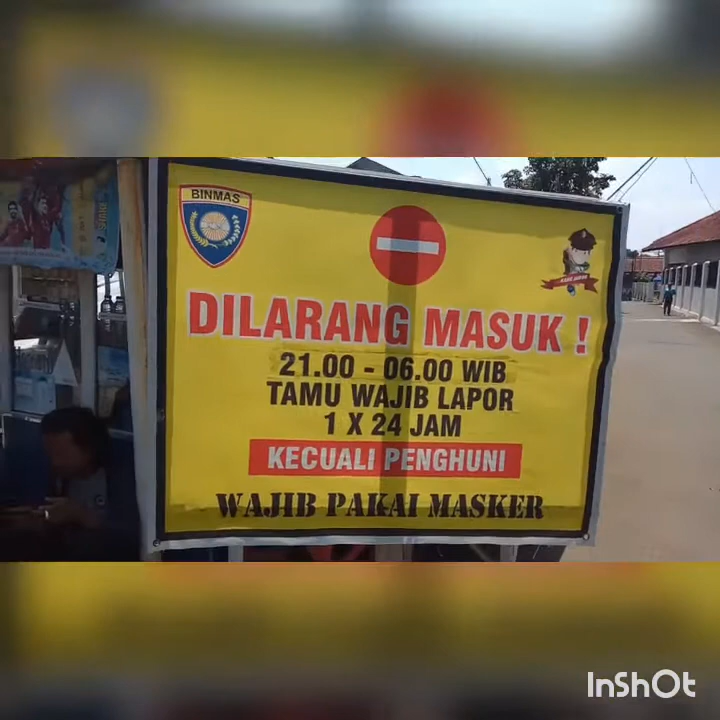 BINMAS
DILARANG MASUK !
21.00 - 06.00 WIB
TAMU WAJIB LAPOR
1 X 24 JAM
KECUALI PENGHUNI
WAJIB PAKAI MASKER
InShOt